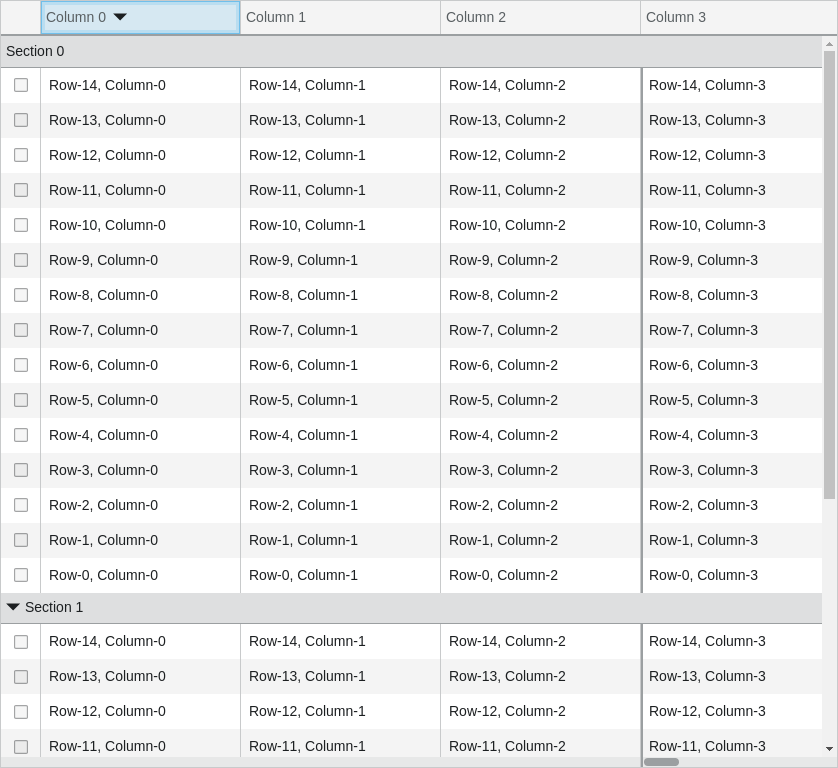 Column 0 Column 1 Column 2 Column 3
Section 0
Row-14, Column-0 Row-14, Column-1 Row-14, Column-2 Row-14, Column-3
Row-13, Column-0 Row-13, Column-1 Row-13, Column-2 Row-13, Column-3
Row-12, Column-0 Row-12, Column-1 Row-12, Column-2 Row-12, Column-3
Row-11, Column-0 Row-11, Column-1 Row-11, Column-2 Row-11, Column-3
Row-10, Column-0 Row-10, Column-1 Row-10, Column-2 Row-10, Column-3
Row-9, Column-0 Row-9, Column-1 Row-9, Column-2 Row-9, Column-3
Row-8, Column-0 Row-8, Column-1 Row-8, Column-2 Row-8, Column-3
Row-7, Column-0 Row-7, Column-1 Row-7, Column-2 Row-7, Column-3
Row-6, Column-0 Row-6, Column-1 Row-6, Column-2 Row-6, Column-3
Row-5, Column-0 Row-5, Column-1 Row-5, Column-2 Row-5, Column-3
Row-4, Column-0 Row-4, Column-1 Row-4, Column-2 Row-4, Column-3
Row-3, Column-0 Row-3, Column-1 Row-3, Column-2 Row-3, Column-3
Row-2, Column-0 Row-2, Column-1 Row-2, Column-2 Row-2, Column-3
Row-1, Column-0 Row-1, Column-1 Row-1, Column-2 Row-1, Column-3
Row-0, Column-0 Row-0, Column-1 Row-0, Column-2 Row-0, Column-3
Section 1
Row-14, Column-0 Row-14, Column-1 Row-14, Column-2 Row-14, Column-3
Row-13, Column-0 Row-13, Column-1 Row-13, Column-2 Row-13, Column-3
Row-12, Column-0 Row-12, Column-1 Row-12, Column-2 Row-12, Column-3
Row-11, Column-0 Row-11, Column-1 Row-11, Column-2 Row-11, Column-3